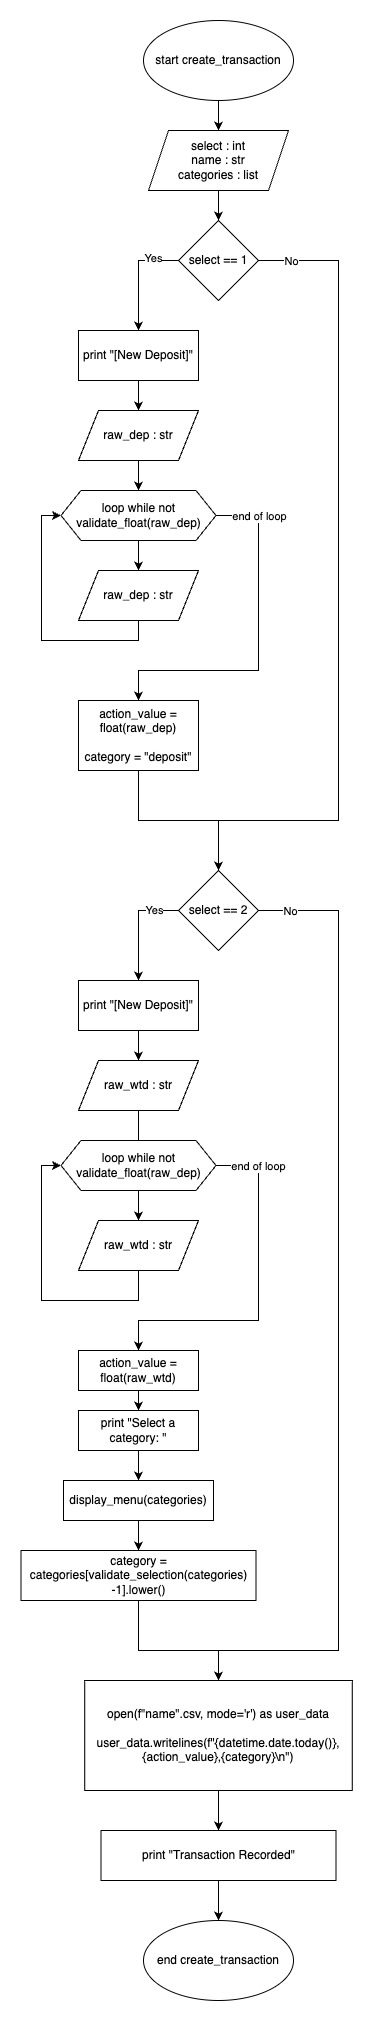 start create_transaction
select : int
name : str
categories : list
select == 1
Yes
No
print "[New Deposit]"
raw_dep : str
loop while not
validate_float(raw_dep)
end of loop
raw_dep : str
action_value =
float(raw_dep)
category = "deposit"
select == 2
Yes
No
print "[New Deposit]"
raw_wtd : str
loop while not
validate_float(raw_dep)
end of loop
raw_wtd : str
action_value =
float(raw_wtd)
print "Select a
category: "
display_menu(categories)
category =
categories[validate_selection(categories)
-1].lower()
open(f"name".csv, mode='r') as user_data
user_data.writelines(f"{datetime.date.today()},
{action_value},{category}\n")
print "Transaction Recorded"
end create_transaction